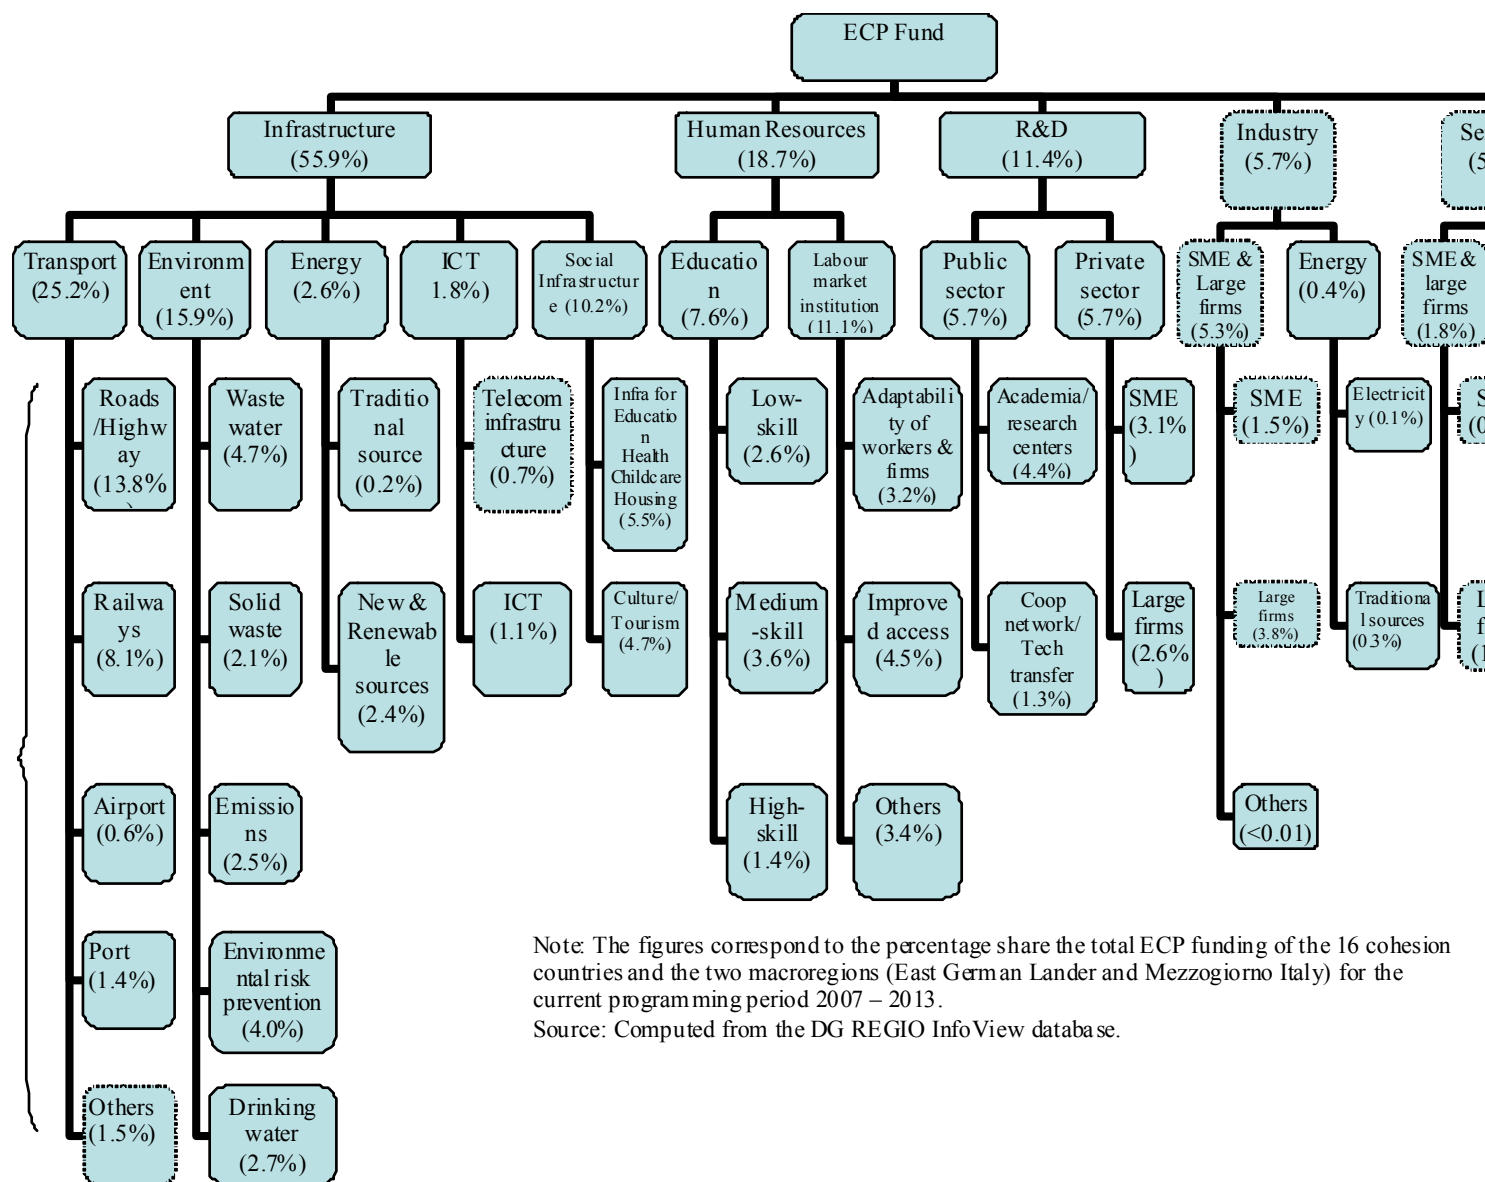 ECP Fund
Infrastructure
(55.9%)
Human Resources
(18.7%)
R&D
(11.4%)
Industry
(5.7%)
Transport
(25.2%)
Environm
ent
(15.9%)
Energy
(2.6%)
ICT
1.8%)
Social
Infrastructur
e (10.2%)
Educatio
n
(7.6%)
Labour
market
institution
(11.1%)
Public
sector
(5.7%)
Private
sector
(5.7%)
SME &
Large
firms
(5.3%)
Energy
(0.4%)
SME &
large
firms
(1.8%)
Roads
/Highw
ay
(13.8%
)
Waste
water
(4.7%)
Traditio
nal
source
(0.2%)
Telecom
infrastru
cture
(0.7%)
Infra for
Educatio
n
Health
Childcare
Housing
(5.5%)
Low-
skill
(2.6%)
Adaptabili
ty of
workers &
firms
(3.2%)
Academia/
research
centers
(4.4%)
SME
(3.1%
)
SME
(1.5%)
Electricit
y (0.1%)
Railwa
ys
(8.1%)
Solid
waste
(2.1%)
New &
Renewab
le
sources
(2.4%)
ICT
(1.1%)
Culture/
Tourism
(4.7%)
Medium
-skill
(3.6%)
Improve
d access
(4.5%)
Coop
network/
Tech
transfer
(1.3%)
Large
firms
(2.6%
)
Large
firms
(3.8%)
Traditiona
l sources
(0.3%)
Airport
(0.6%)
Emissio
ns
(2.5%)
High-
skill
(1.4%)
Others
(3.4%)
Others
(<0.01)
Port
(1.4%)
Environme
ntal risk
prevention
(4.0%)
Others
(1.5%)
Drinking
water
(2.7%)
Note: The figures correspond to the percentage share the total ECP funding of the 16 cohesion
countries and the two macroregions (East German Lander and Mezzogiorno Italy) for the
current programming period 2007 – 2013.
Source: Computed from the DG REGIO InfoView database.